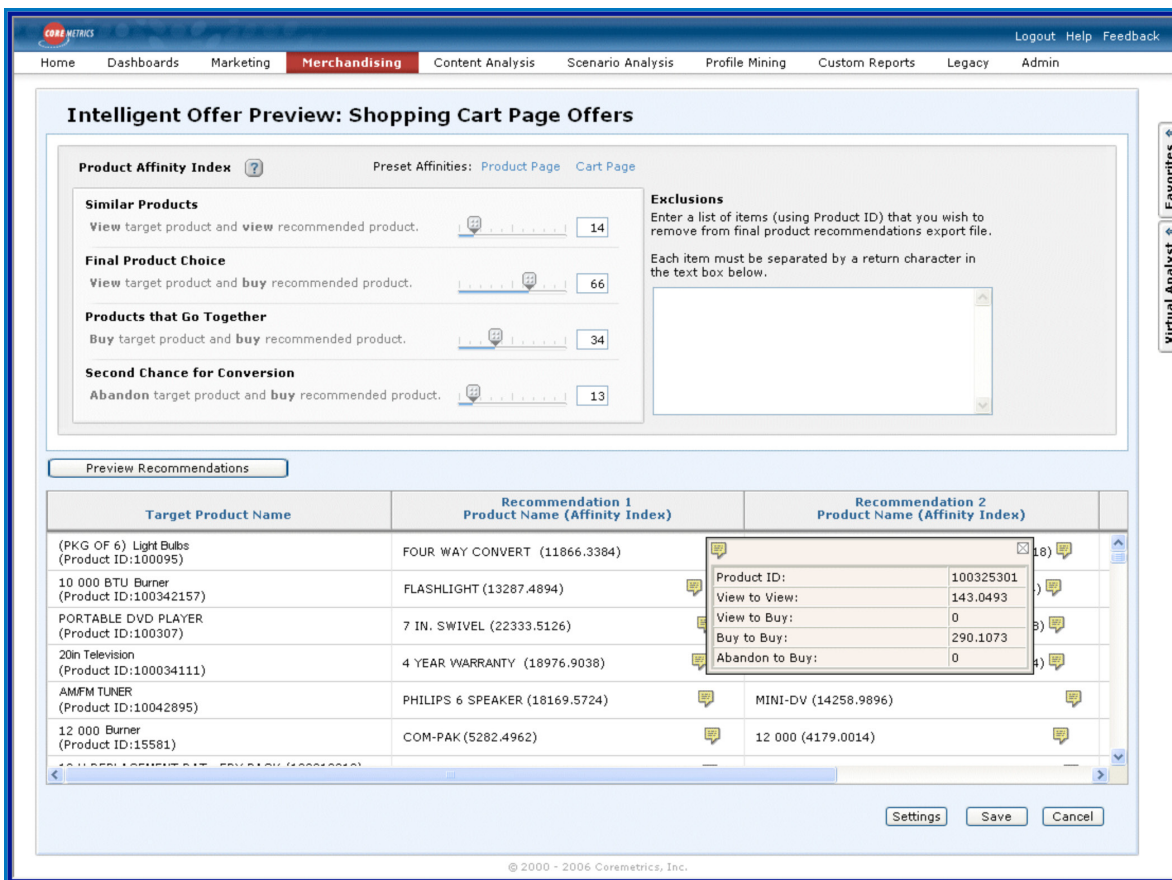 COREMETRICS
Logout Help Feedback
Home Dashboards Marketing Merchandising Content Analysis Scenario Analysis Profile Mining Custom Reports Legacy Admin
Intelligent Offer Preview: Shopping Cart Page Offers
Product Affinity Index ? Preset Affinities: Product Page Cart Page
Similar Products
View target product and view recommended product. 14
Final Product Choice
View target product and buy recommended product. 66
Products that Go Together
Buy target product and buy recommended product. 34
Second Chance for Conversion
Abandon target product and buy recommended product. 13
Exclusions
Enter a list of items (using Product ID) that you wish to
remove from final product recommendations export file.
Each item must be separated by a return character in
the text box below.
Favorites
Virtual Analyst
Preview Recommendations
Target Product Name
Recommendation 1
Product Name (Affinity Index)
Recommendation 2
Product Name (Affinity Index)
(PKG OF 6) Light Bulbs
(Product ID:100095)
FOUR WAY CONVERT (11866.3384)
18)
10 000 BTU Burner
(Product ID:100342157)
FLASHLIGHT (13287.4894)
PORTABLE DVD PLAYER
(Product ID:100307)
7 IN. SWIVEL (22333.5126)
20in Television
(Product ID:100034111)
4 YEAR WARRANTY (18976.9038)
Product ID: 100325301
View to View: 143.0493
View to Buy: 0
Buy to Buy: 290.1073
Abandon to Buy: 0
AM/FM TUNER
(Product ID:10042895)
PHILIPS 6 SPEAKER (18169.5724)
MINI-DV (14258.9896)
12 000 Burner
(Product ID:15581)
COM-PAK (5282.4962)
12 000 (4179.0014)
Settings Save Cancel
© 2000 - 2006 Coremetrics, Inc.